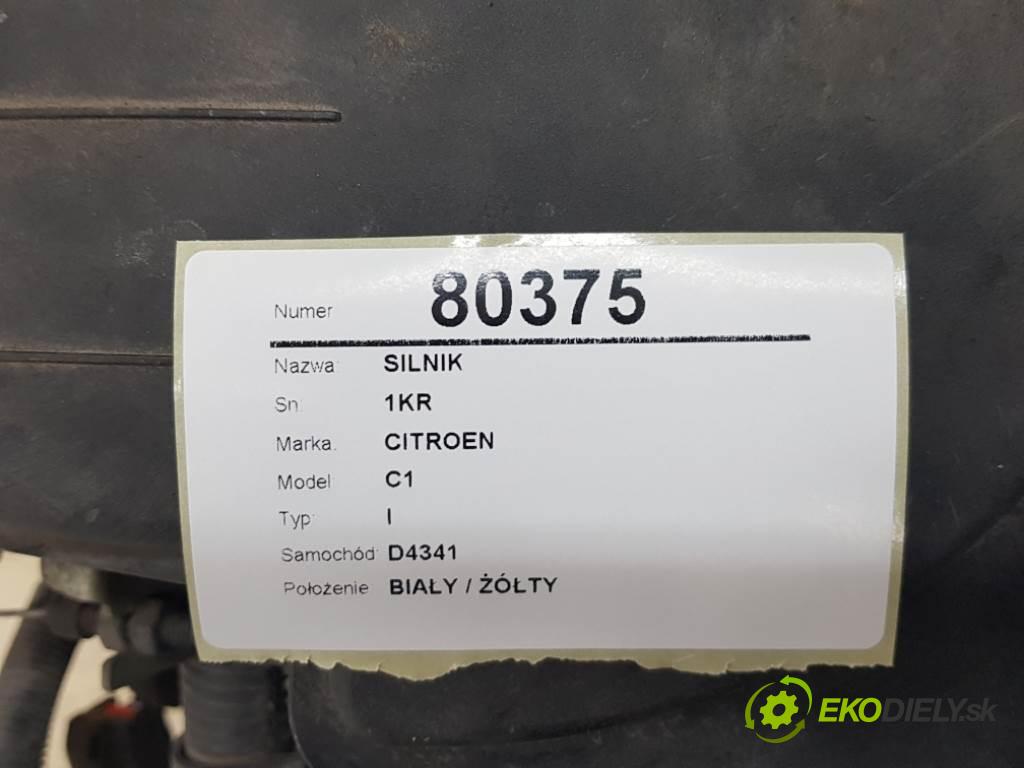 Numer 80375
Nazwa: SILNIK
Sn: 1KR
Marka: CITROEN
Model: C1
Typ: I
Samochód: D4341
Położenie BIAŁY / ŻÓŁTY
EKODIELY.sk